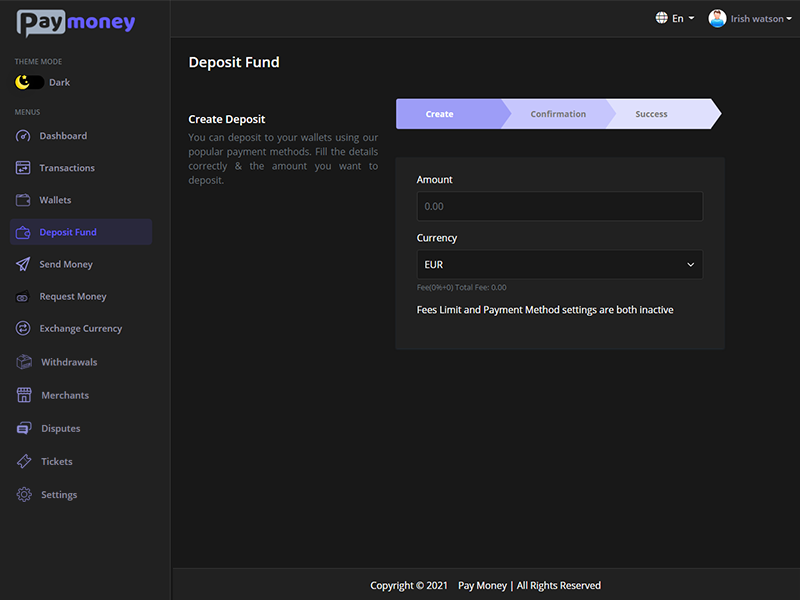 Paymoney
En
Irish watson
THEME MODE
Dark
MENUS
Dashboard
Transactions
Wallets
Deposit Fund
Send Money
Request Money
Exchange Currency
Withdrawals
Merchants
Disputes
Tickets
Settings
Deposit Fund
Create Deposit
You can deposit to your wallets using our
popular payment methods. Fill the details
correctly & the amount you want to
deposit.
Create
Confirmation
Success
Amount
0.00
Currency
EUR
Fee(0%+0) Total Fee: 0.00
Fees Limit and Payment Method settings are both inactive
Copyright © 2021 Pay Money | All Rights Reserved